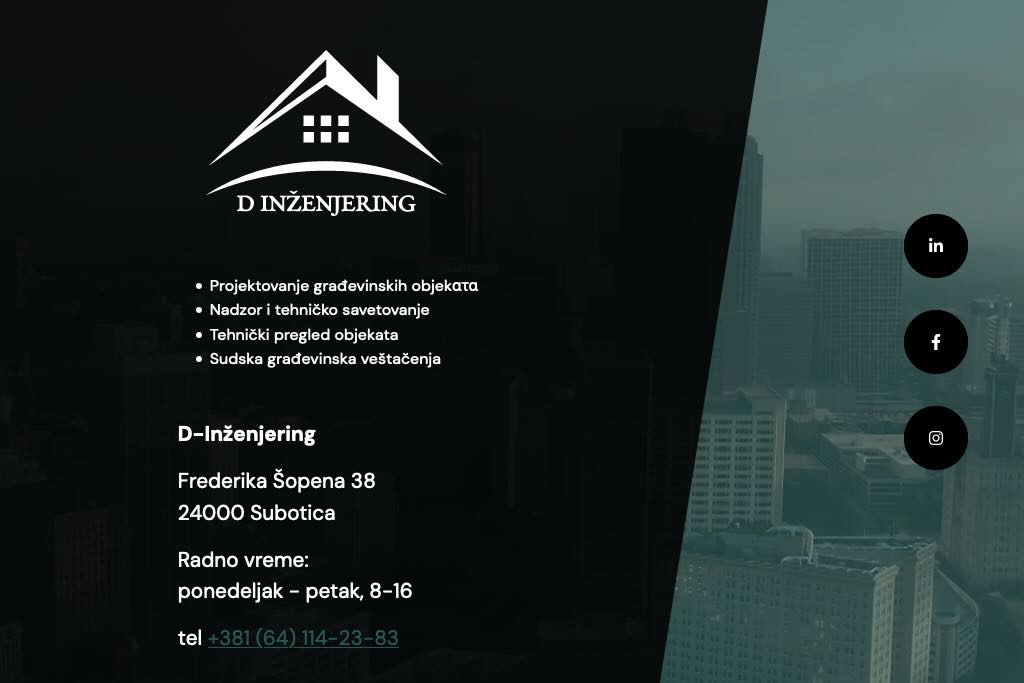 D INŽENJERING
• Projektovanje građevinskih objekατα
• Nadzor i tehničko savetovanje
• Tehnički pregled objekata
• Sudska građevinska veštačenja
D-Inženjering
Frederika Šopena 38
24000 Subotica
Radno vreme:
ponedeljak - petak, 8-16
tel +381 (64) 114-23-83
in
f